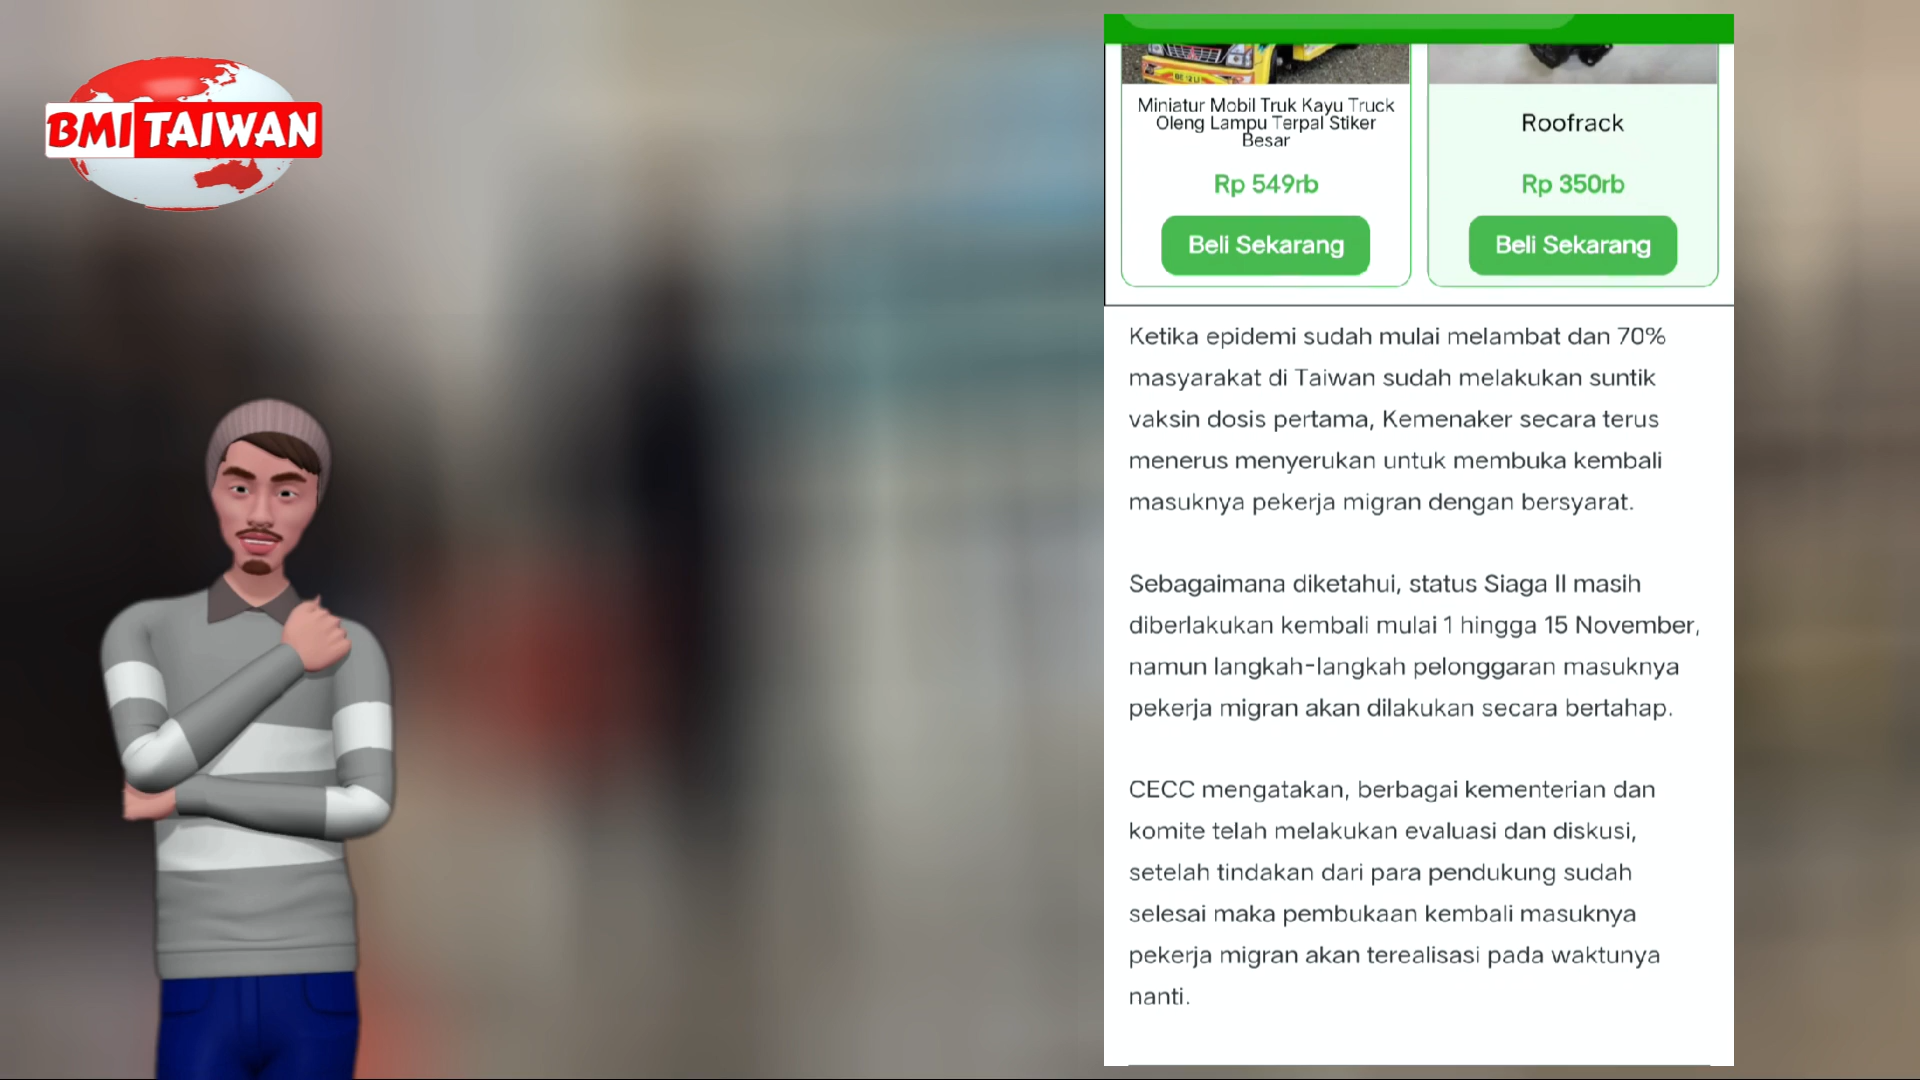 BMI TAIWAN
Miniatur Mobil Truk Kayu Truck
Oleng Lampu Terpal Stiker
Besar
Rp 549rb
Beli Sekarang
Roofrack
Rp 350rb
Beli Sekarang
Ketika epidemi sudah mulai melambat dan 70%
masyarakat di Taiwan sudah melakukan suntik
vaksin dosis pertama, Kemenaker secara terus
menerus menyerukan untuk membuka kembali
masuknya pekerja migran dengan bersyarat.
Sebagaimana diketahui, status Siaga II masih
diberlakukan kembali mulai 1 hingga 15 November,
namun langkah-langkah pelonggaran masuknya
pekerja migran akan dilakukan secara bertahap.
CECC mengatakan, berbagai kementerian dan
komite telah melakukan evaluasi dan diskusi,
setelah tindakan dari para pendukung sudah
selesai maka pembukaan kembali masuknya
pekerja migran akan terealisasi pada waktunya
nanti.